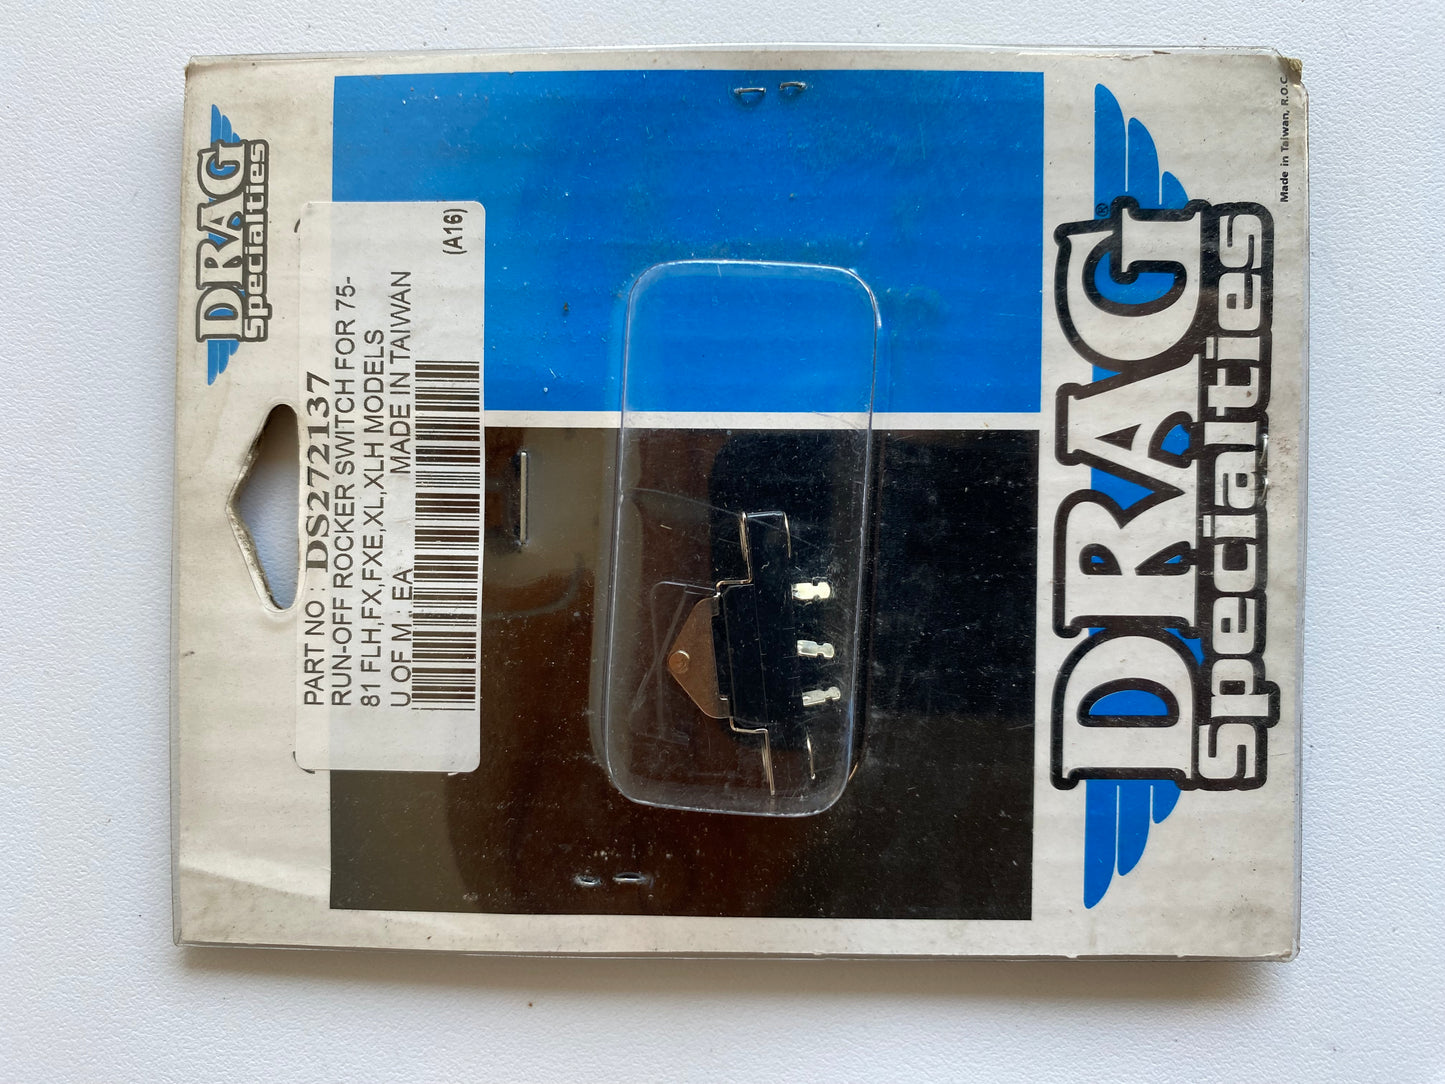 DRAG
Specialties
PART NO : DS272137
RUN-OFF ROCKER SWITCH FOR 75-
81 FLH,FX,FXE,XL,XLH MODELS
U OF M : EA MADE IN TAIWAN
(A16)
DRAG®
Specialties
Made in Taiwan, R.O.C.